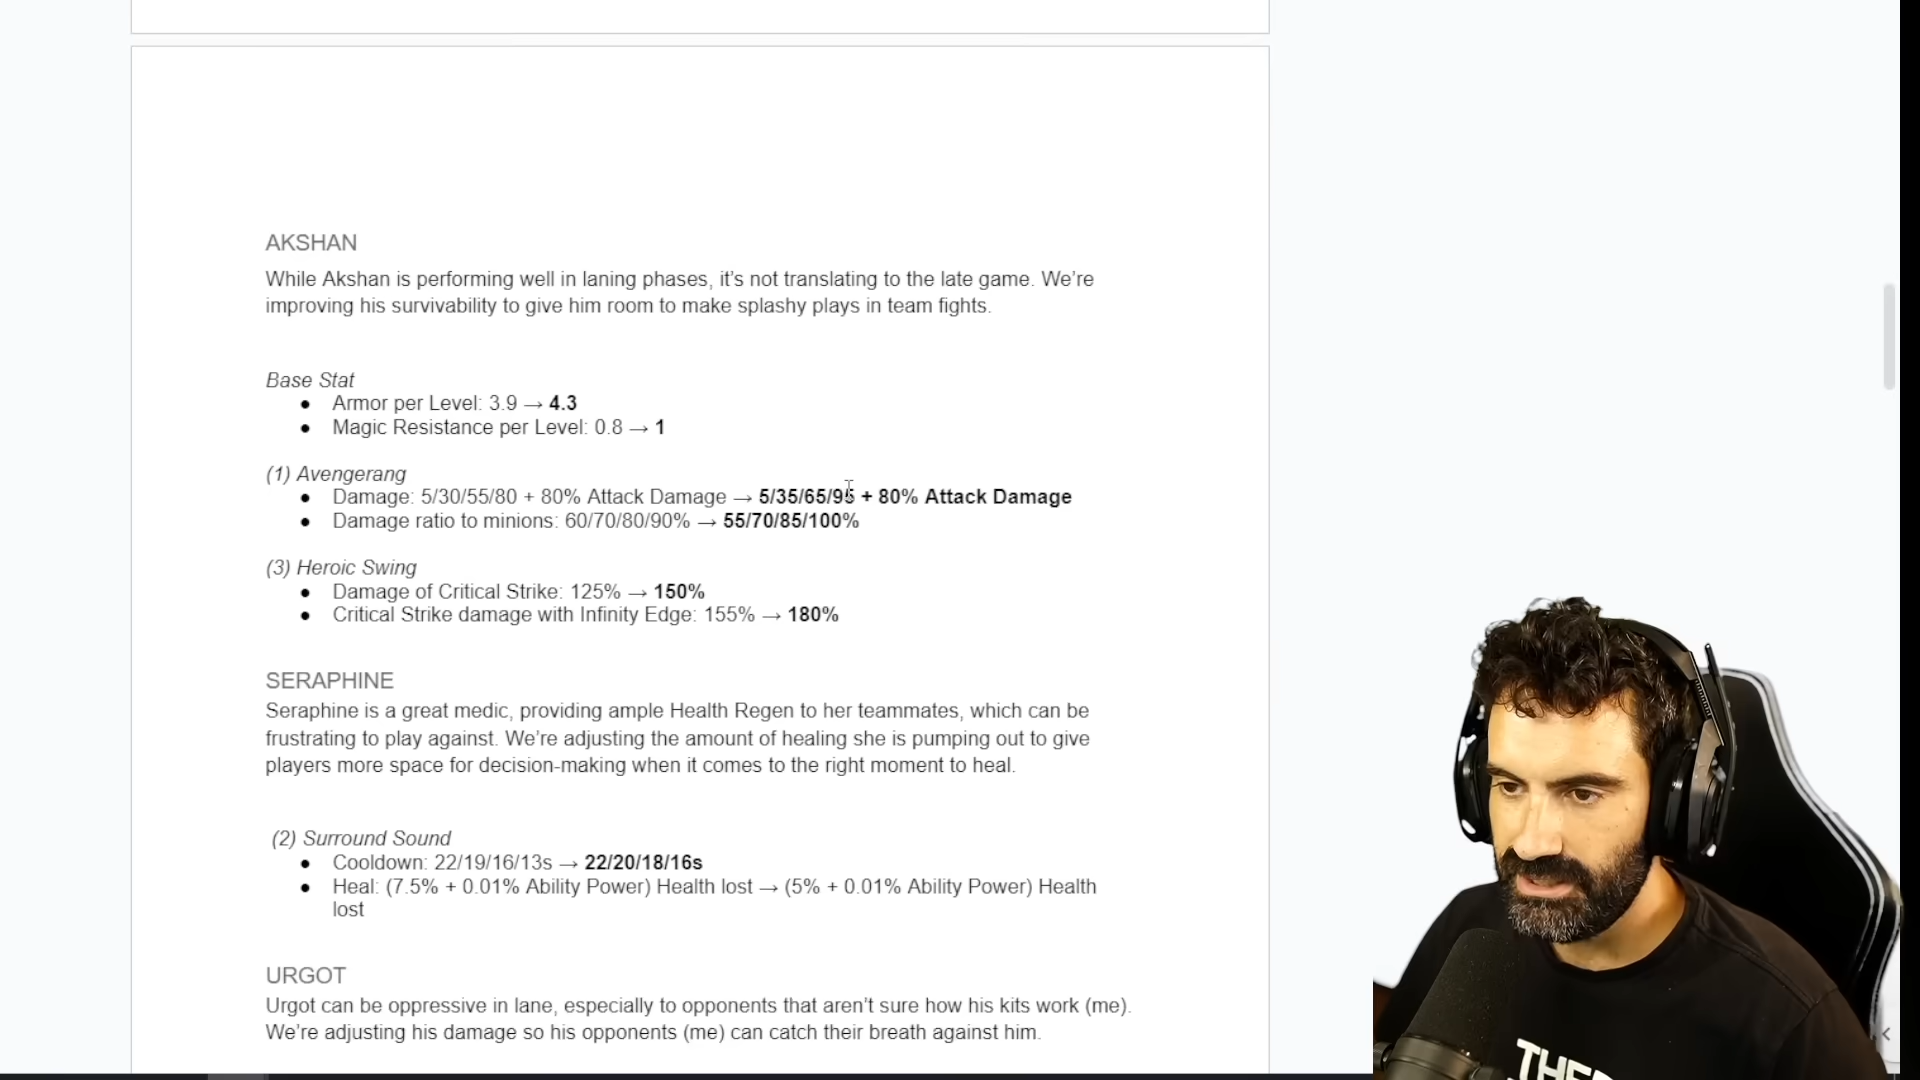 AKSHAN
While Akshan is performing well in laning phases, it’s not translating to the late game. We’re
improving his survivability to give him room to make splashy plays in team fights.
Base Stat
● Armor per Level: 3.9 → 4.3
● Magic Resistance per Level: 0.8 → 1
(1) Avengerang
● Damage: 5/30/55/80 + 80% Attack Damage → 5/35/65/95 + 80% Attack Damage
● Damage ratio to minions: 60/70/80/90% → 55/70/85/100%
(3) Heroic Swing
● Damage of Critical Strike: 125% → 150%
● Critical Strike damage with Infinity Edge: 155% → 180%
SERAPHINE
Seraphine is a great medic, providing ample Health Regen to her teammates, which can be
frustrating to play against. We’re adjusting the amount of healing she is pumping out to give
players more space for decision-making when it comes to the right moment to heal.
(2) Surround Sound
● Cooldown: 22/19/16/13s → 22/20/18/16s
● Heal: (7.5% + 0.01% Ability Power) Health lost → (5% + 0.01% Ability Power) Health
lost
URGOT
Urgot can be oppressive in lane, especially to opponents that aren’t sure how his kits work (me).
We’re adjusting his damage so his opponents (me) can catch their breath against him.